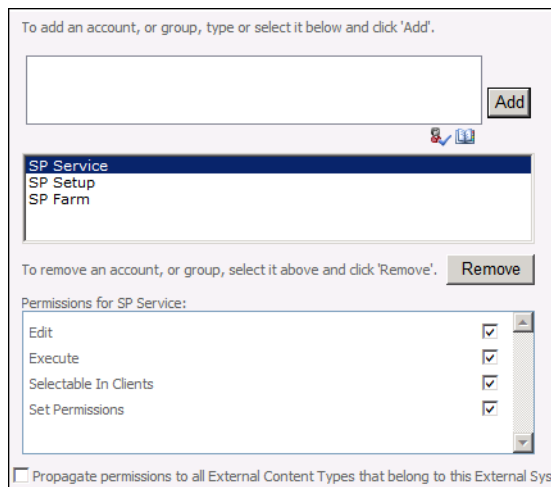 To add an account, or group, type or select it below and click 'Add'.
Add
SP Service
SP Setup
SP Farm
To remove an account, or group, select it above and click 'Remove'. Remove
Permissions for SP Service:
Edit
Execute
Selectable In Clients
Set Permissions
Propagate permissions to all External Content Types that belong to this External Sys